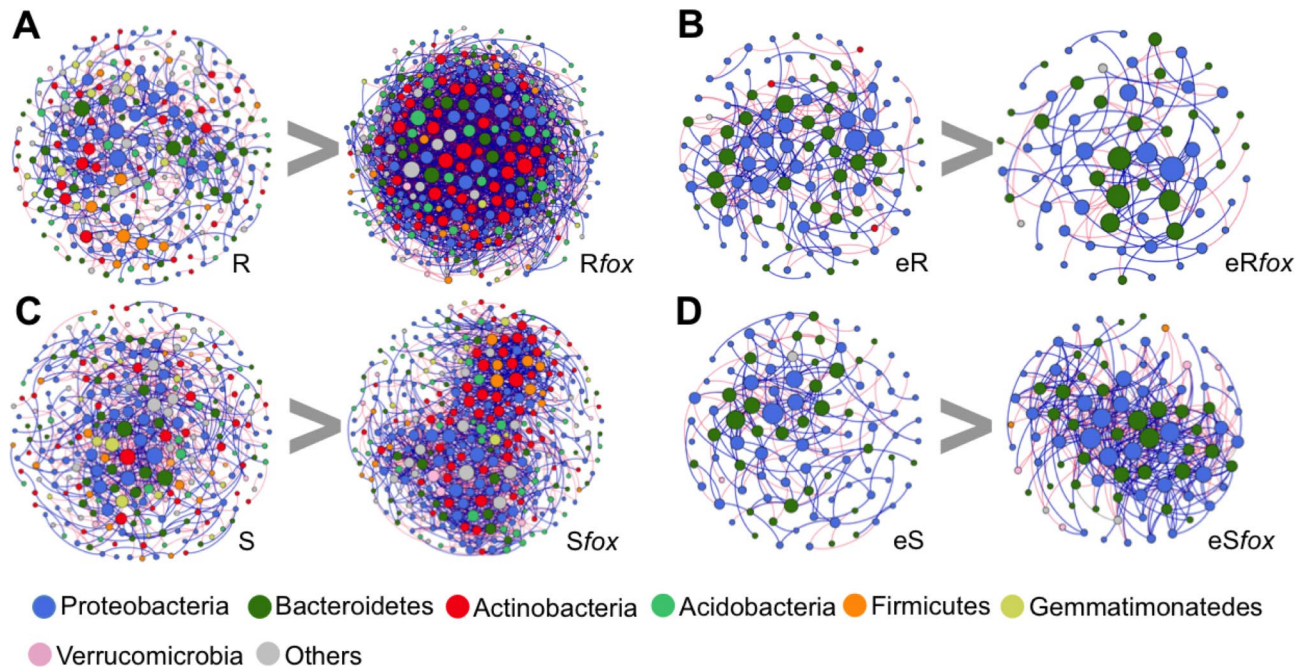 A
B
R
Rfox
eR
eRfox
C
D
S
Sfox
eS
eSfox
Proteobacteria
Bacteroidetes
Actinobacteria
Acidobacteria
Firmicutes
Gemmatimonatedes
Verrucomicrobia
Others